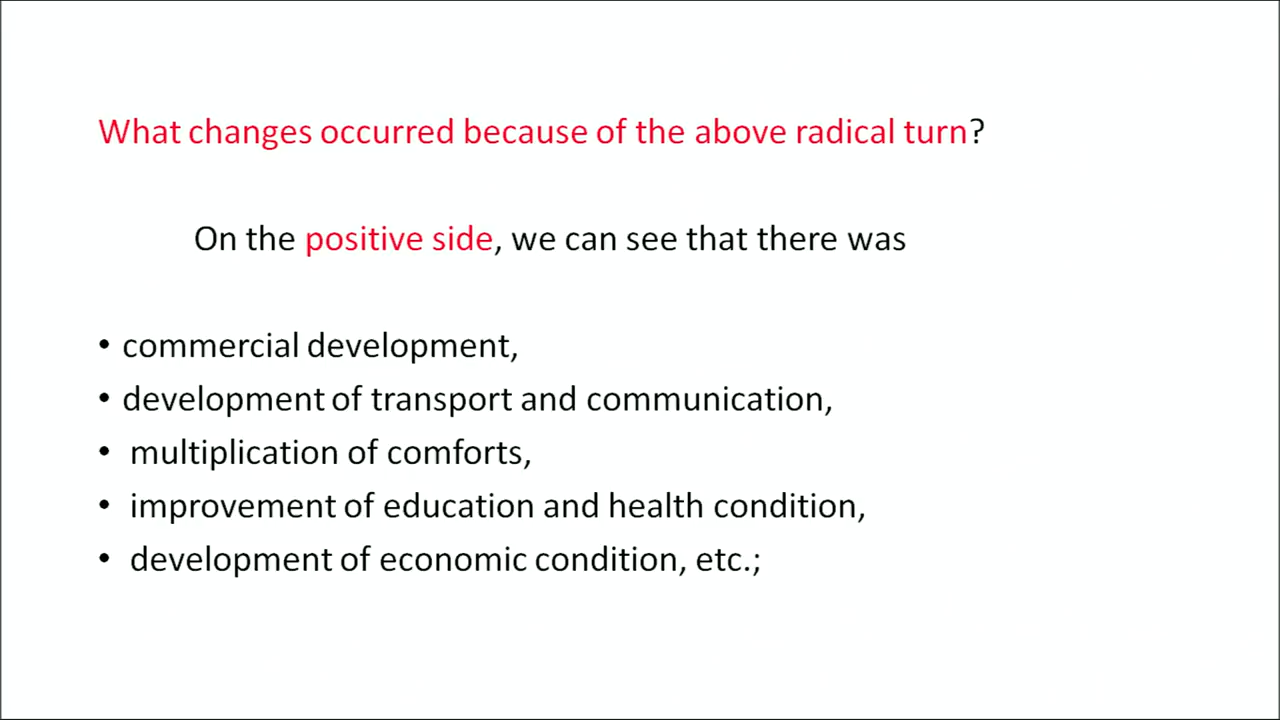 What changes occurred because of the above radical turn?
On the positive side, we can see that there was
• commercial development,
• development of transport and communication,
• multiplication of comforts,
• improvement of education and health condition,
• development of economic condition, etc.;